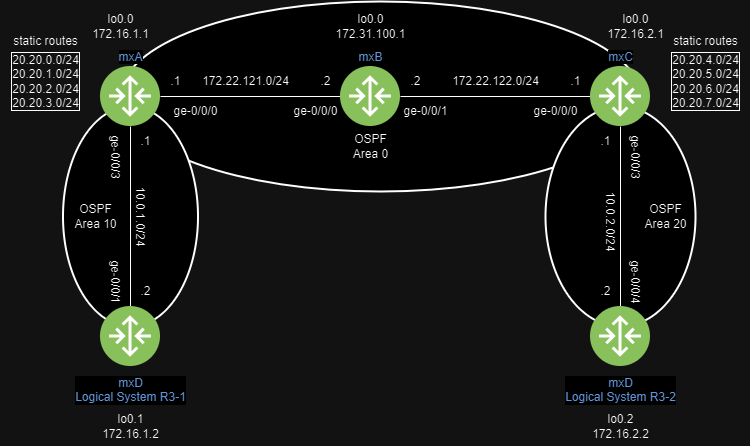 lo0.0
172.16.1.1
lo0.0
172.31.100.1
lo0.0
172.16.2.1
static routes
20.20.0.0/24
20.20.1.0/24
20.20.2.0/24
20.20.3.0/24
mxA
mxB
mxC
static routes
20.20.4.0/24
20.20.5.0/24
20.20.6.0/24
20.20.7.0/24
.1
172.22.121.0/24
.2
.2
172.22.122.0/24
.1
ge-0/0/0
ge-0/0/0
ge-0/0/1
ge-0/0/0
OSPF
Area 0
ge-0/0/3
.1
OSPF
Area 10
10.0.1.0/24
ge-0/0/1
.2
.1
ge-0/0/3
10.0.2.0/24
OSPF
Area 20
.2
ge-0/0/4
mxD
Logical System R3-1
lo0.1
172.16.1.2
mxD
Logical System R3-2
lo0.2
172.16.2.2